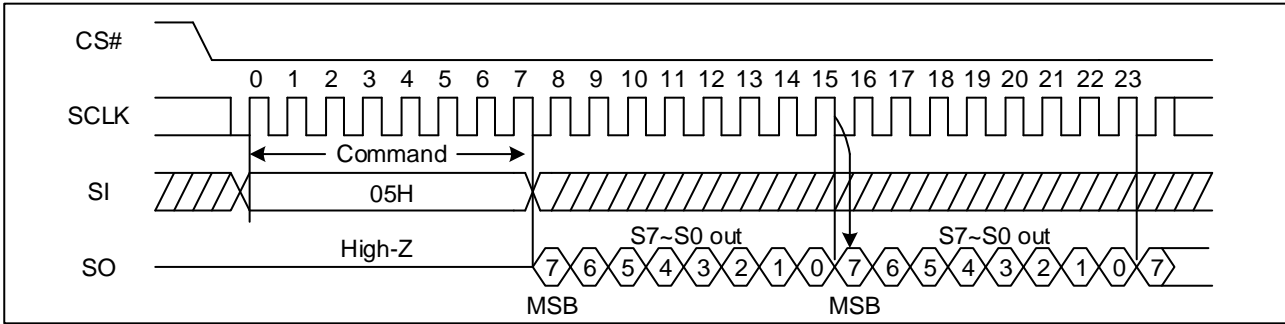 CS#
0 1 2 3 4 5 6 7 8 9 10 11 12 13 14 15 16 17 18 19 20 21 22 23
SCLK
Command
SI
05H
High-Z
S7~S0 out
S7~S0 out
SO
7 6 5 4 3 2 1 0 7 6 5 4 3 2 1 0 7
MSB
MSB